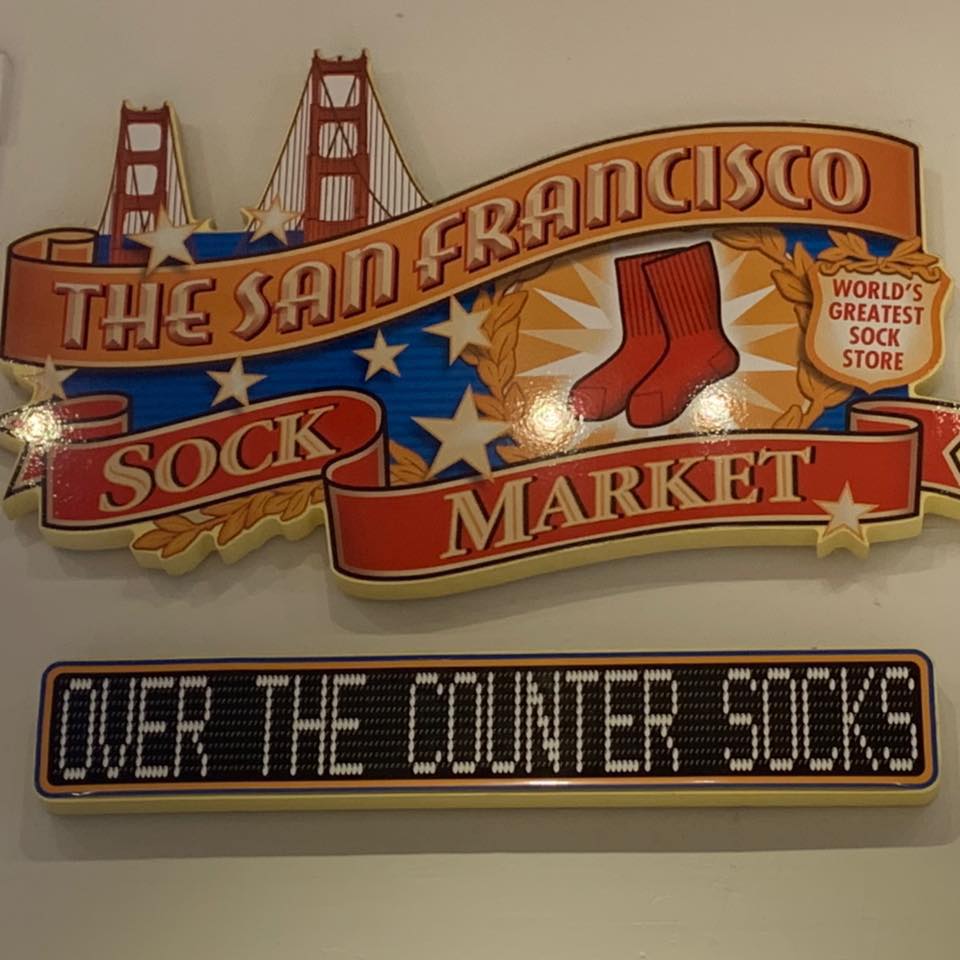 THE SAN FRANCISCO
WORLD'S
GREATEST
SOCK
STORE
SOCK
MARKET
OVER THE COUNTER SOCKS